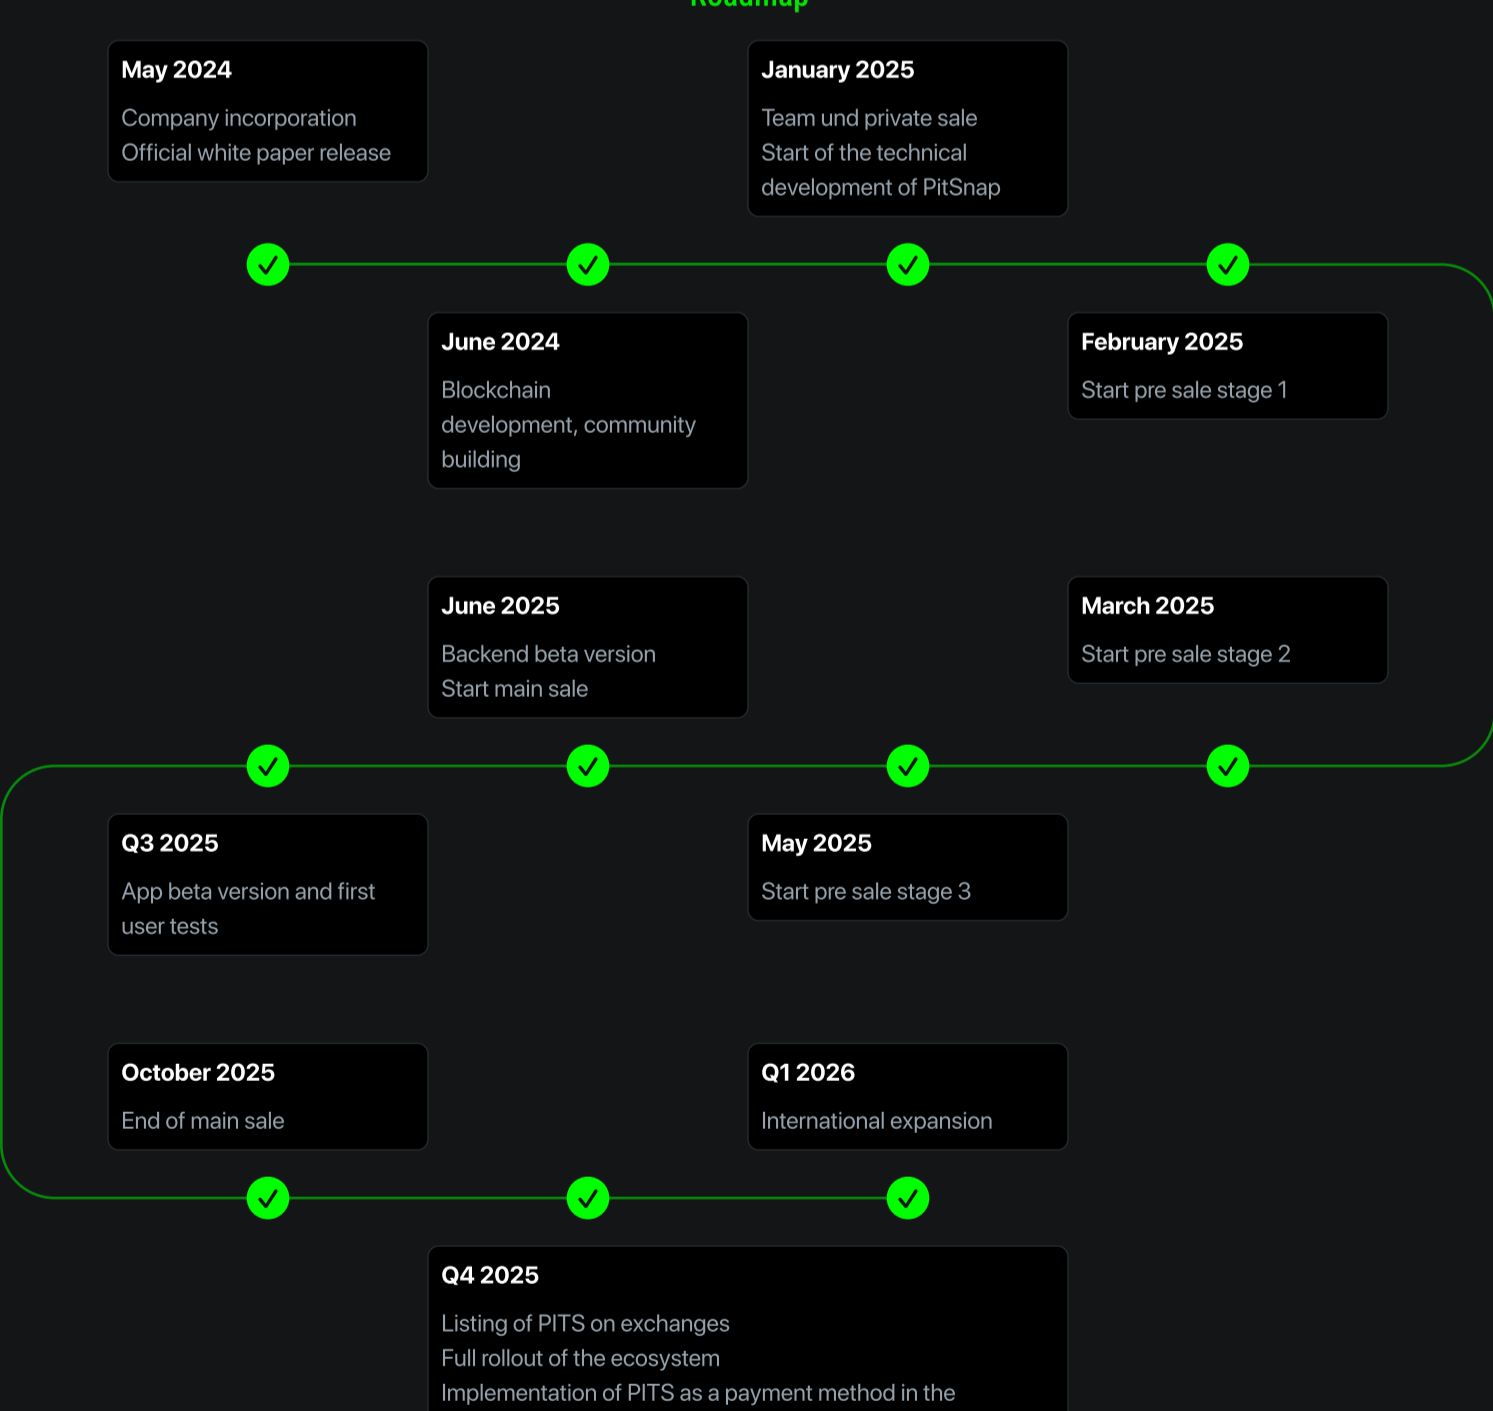 Roadmap
May 2024
Company incorporation
Official white paper release
January 2025
Team und private sale
Start of the technical
development of PitSnap
June 2024
Blockchain
development, community
building
February 2025
Start pre sale stage 1
June 2025
Backend beta version
Start main sale
March 2025
Start pre sale stage 2
Q3 2025
App beta version and first
user tests
May 2025
Start pre sale stage 3
October 2025
End of main sale
Q1 2026
International expansion
Q4 2025
Listing of PITS on exchanges
Full rollout of the ecosystem
Implementation of PITS as a payment method in the